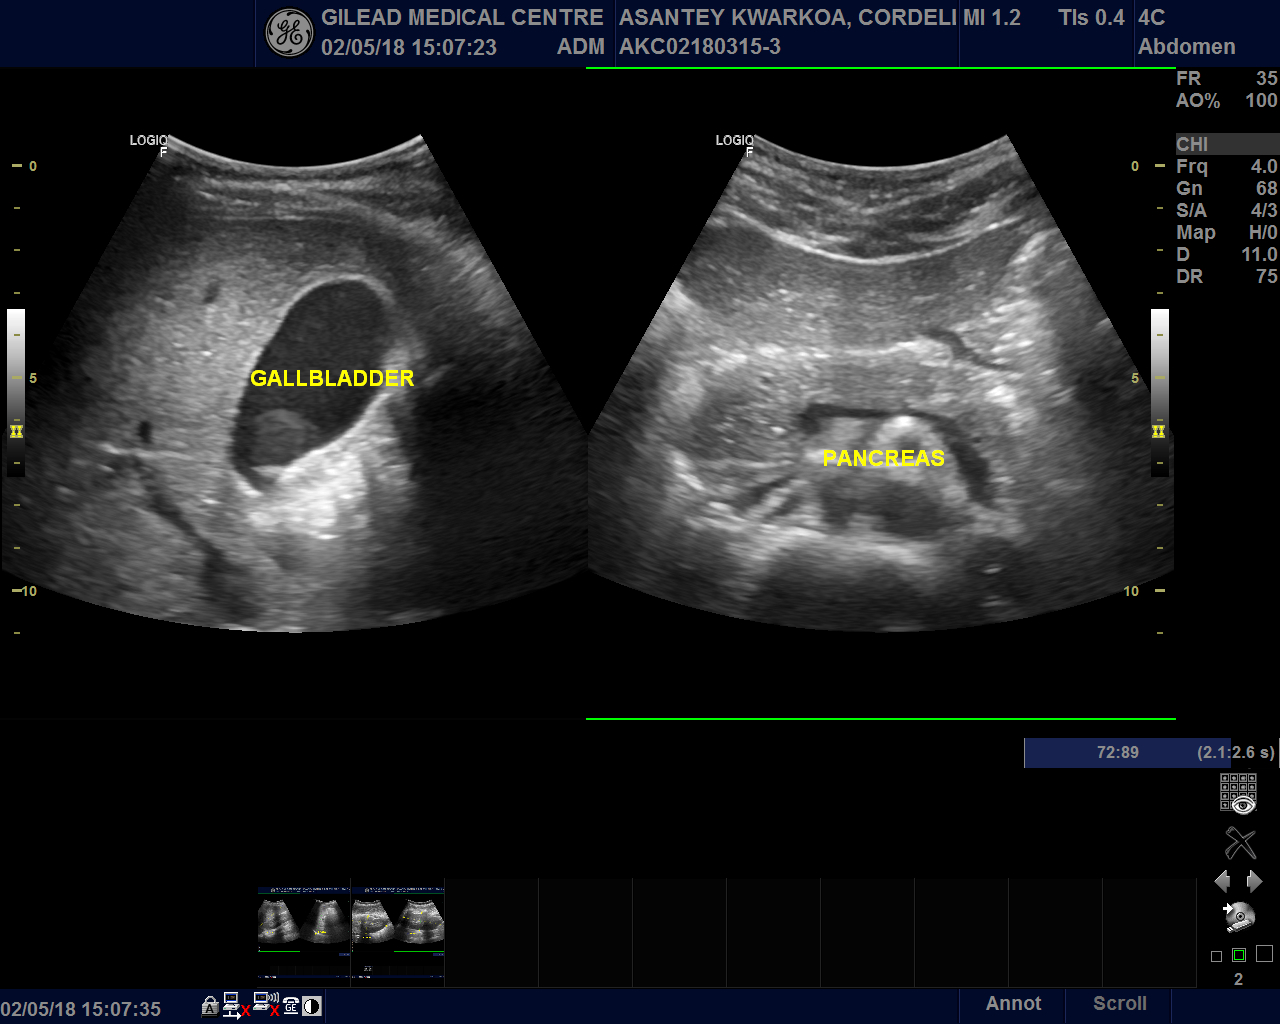 GILEAD MEDICAL CENTRE
02/05/18 15:07:23 ADM
ASANTEY KWARKOA, CORDELI
AKC02180315-3
MI 1.2 TIs 0.4
4C
Abdomen
FR 35
AO% 100
CHI
Frq 4.0
Gn 68
S/A 4/3
Map H/0
D 11.0
DR 75
LOGIQ
F
LOGIQ
F
0
5
10
0
5
10
GALLBLADDER
PANCREAS
72:89 (2.1:2.6 s)
2
02/05/18 15:07:35
A
GE
Annot
Scroll